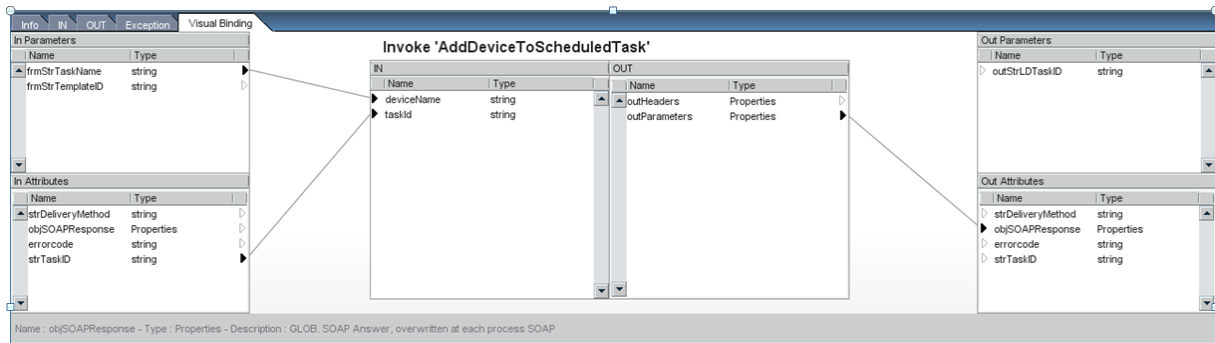 Info IN OUT Exception Visual Binding
In Parameters
Name Type
frmStrTaskName string
frmStrTemplateID string
In Attributes
Name Type
strDeliveryMethod string
objSOAPResponse Properties
errorcode string
strTaskID string
Invoke 'AddDeviceToScheduledTask'
IN
Name Type
deviceName string
taskId string
OUT
Name Type
outHeaders Properties
outParameters Properties
Out Parameters
Name Type
outStrLDTaskID string
Out Attributes
Name Type
strDeliveryMethod string
objSOAPResponse Properties
errorcode string
strTaskID string
Name : objSOAPResponse - Type : Properties - Description : GLOB. SOAP Answer, overwritten at each process SOAP